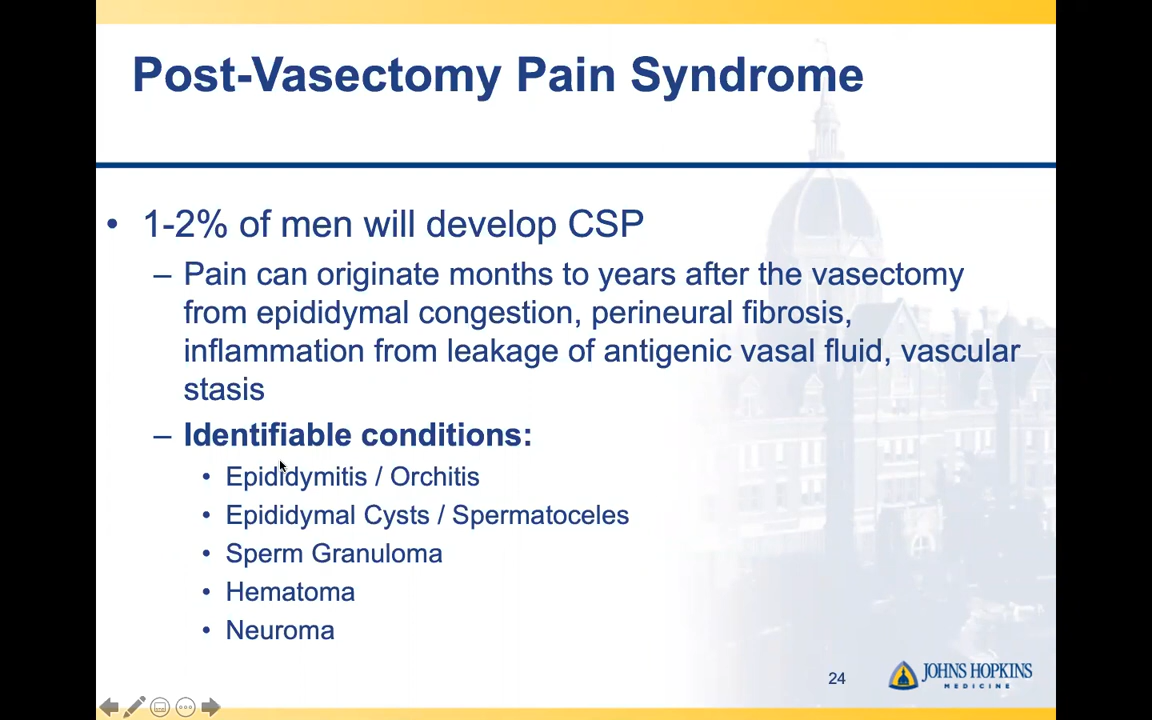 Post-Vasectomy Pain Syndrome
• 1-2% of men will develop CSP
– Pain can originate months to years after the vasectomy
from epididymal congestion, perineural fibrosis,
inflammation from leakage of antigenic vasal fluid, vascular
stasis
– Identifiable conditions:
• Epididymitis / Orchitis
• Epididymal Cysts / Spermatoceles
• Sperm Granuloma
• Hematoma
• Neuroma
24
JOHNS HOPKINS
MEDICINE